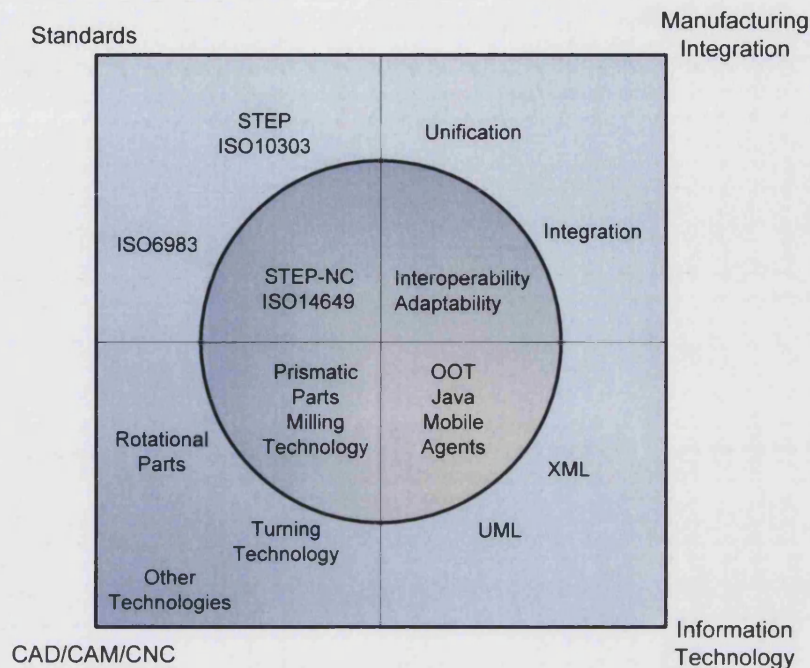 Standards
Manufacturing
Integration
STEP
ISO10303
Unification
ISO6983
Integration
STEP-NC
ISO14649
Interoperability
Adaptability
Prismatic
Parts
Milling
Technology
OOT
Java
Mobile
Agents
Rotational
Parts
XML
Turning
Technology
UML
Other
Technologies
CAD/CAM/CNC
Information
Technology